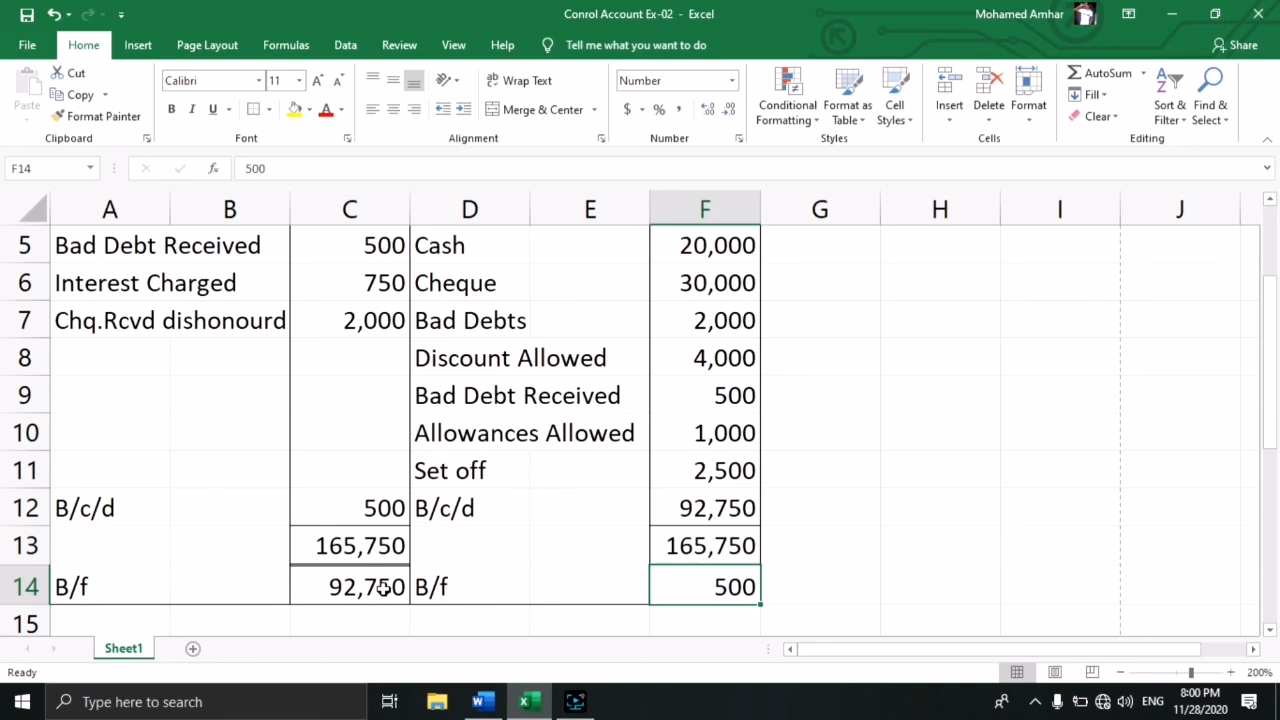 Conrol Account Ex-02 - Excel
Mohamed Amhar
File Home Insert Page Layout Formulas Data Review View Help Tell me what you want to do Share
Paste
Cut
Copy
Format Painter
Clipboard
Calibri 11
B I U
Font
Wrap Text
Merge & Center
Alignment
Number
$ % ,
Number
Conditional Formatting
Format as Table
Cell Styles
Styles
Insert Delete Format
Cells
AutoSum
Fill
Clear
Sort & Filter
Find & Select
Editing
F14 fx 500
A B C D E F G H I J
5 Bad Debt Received 500 Cash 20,000
6 Interest Charged 750 Cheque 30,000
7 Chq.Rcvd dishonourd 2,000 Bad Debts 2,000
8 Discount Allowed 4,000
9 Bad Debt Received 500
10 Allowances Allowed 1,000
11 Set off 2,500
12 B/c/d 500 B/c/d 92,750
13 165,750 165,750
14 B/f 92,750 B/f 500
15
Sheet1
Ready 200%
Type here to search
ENG
8:00 PM
11/28/2020